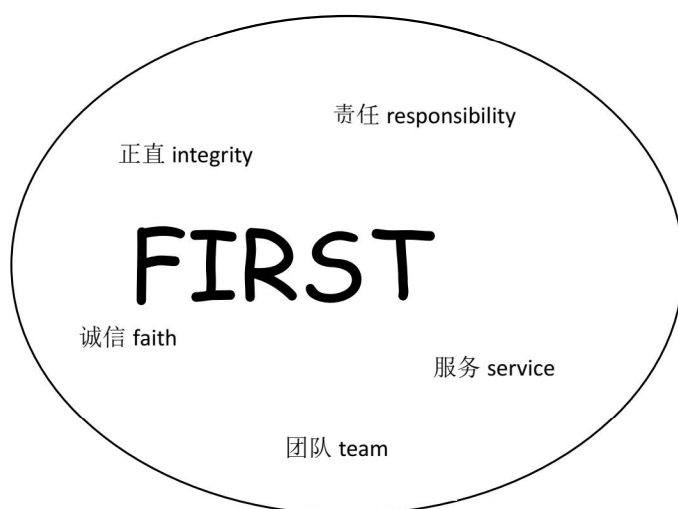 责任 responsibility
正直 integrity
FIRST
诚信 faith
服务 service
团队 team